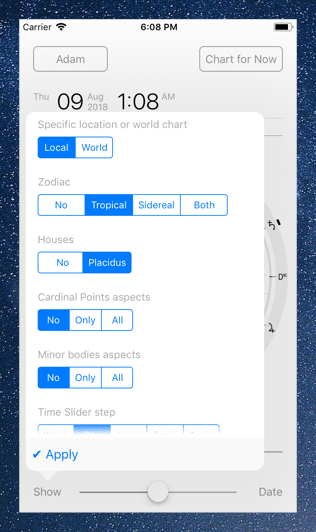 Carrier 6:08 PM
Adam Chart for Now
Thu 09 Aug 2018 1:08 AM
Specific location or world chart
Local World
Zodiac
No Tropical Sidereal Both
Houses
No Placidus
Cardinal Points aspects
No Only All
Minor bodies aspects
No Only All
Time Slider step
✔ Apply
Show Date